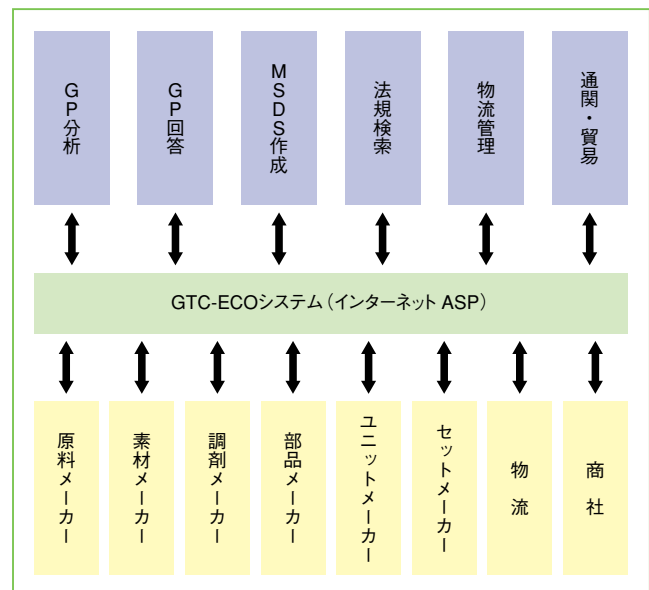 GP分析
GP回答
MSDS作成
法規検索
物流管理
通関・貿易
GTC-ECOシステム（インターネット ASP）
原料メーカー
素材メーカー
調剤メーカー
部品メーカー
ユニットメーカー
セットメーカー
物流
商社